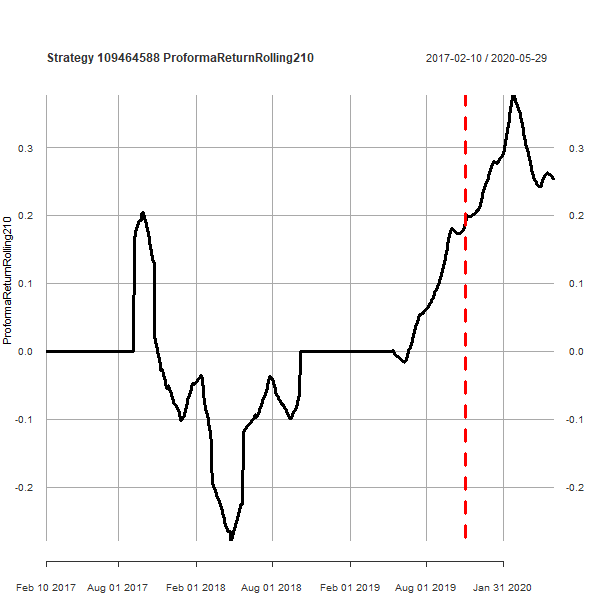 Strategy 109464588 ProformaReturnRolling210
2017-02-10 / 2020-05-29
ProformaReturnRolling210
0.3
0.3
0.2
0.2
0.1
0.1
0.0
0.0
-0.1
-0.1
-0.2
-0.2
Feb 10 2017
Aug 01 2017
Feb 01 2018
Aug 01 2018
Feb 01 2019
Aug 01 2019
Jan 31 2020